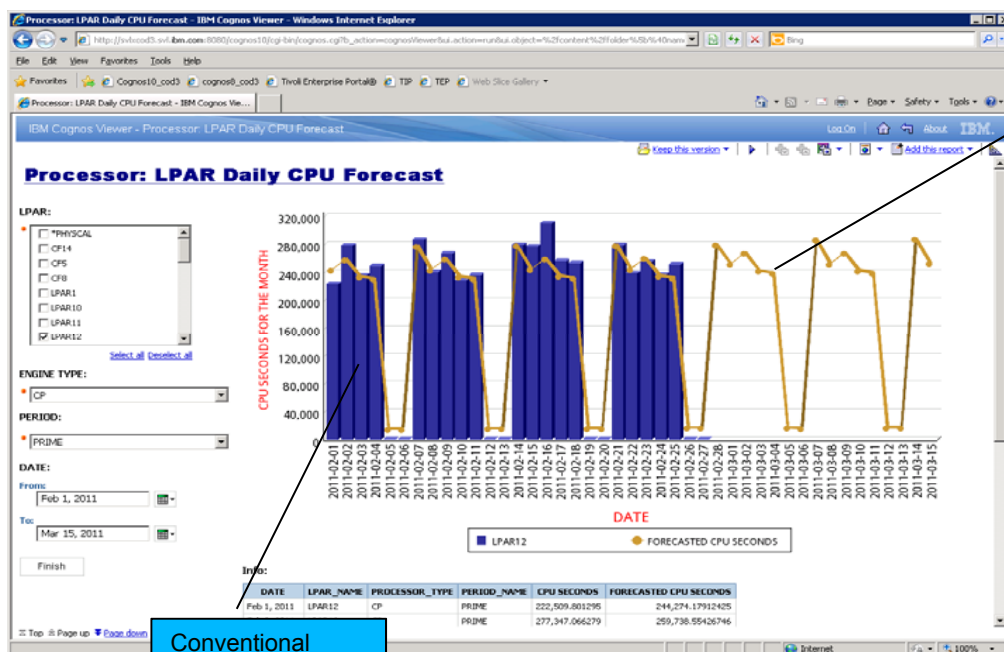 Processor: LPAR Daily CPU Forecast - IBM Cognos Viewer - Windows Internet Explorer
Bing
File Edit View Favorites Tools Help
Favorites Cognos10_cod3 cognos8_cod3 Tivoli Enterprise Portal® TIP TEP Web Slice Gallery
Processor: LPAR Daily CPU Forecast - IBM Cognos Vie...
Page Safety Tools
IBM Cognos Viewer - Processor: LPAR Daily CPU Forecast
Log On About IBM.
Keep this version Add this report
Processor: LPAR Daily CPU Forecast
LPAR:
*PHYSCAL
CF14
CF5
CF8
LPAR1
LPAR10
LPAR11
LPAR12
Select all Deselect all
ENGINE TYPE:
CP
PERIOD:
PRIME
DATE:
From:
Feb 1, 2011
To:
Mar 15, 2011
Finish
CPU SECONDS FOR THE MONTH
320,000
280,000
240,000
200,000
160,000
120,000
80,000
40,000
0
2011-02-01 2011-02-02 2011-02-03 2011-02-04 2011-02-05 2011-02-06 2011-02-07 2011-02-08 2011-02-09 2011-02-10 2011-02-11 2011-02-12 2011-02-13 2011-02-14 2011-02-15 2011-02-16 2011-02-17 2011-02-18 2011-02-19 2011-02-20 2011-02-21 2011-02-22 2011-02-23 2011-02-24 2011-02-25 2011-02-26 2011-02-27 2011-02-28 2011-03-01 2011-03-02 2011-03-03 2011-03-04 2011-03-05 2011-03-06 2011-03-07 2011-03-08 2011-03-09 2011-03-10 2011-03-11 2011-03-12 2011-03-13 2011-03-14 2011-03-15
DATE
LPAR12 FORECASTED CPU SECONDS
Info:
DATE LPAR_NAME PROCESSOR_TYPE PERIOD_NAME CPU SECONDS FORECASTED CPU SECONDS
Feb 1, 2011 LPAR12 CP PRIME 222,509.801295 244,274.17912425
PRIME 277,347.066279 259,738.55426746
Top Page up Page down
Conventional
Internet 100%